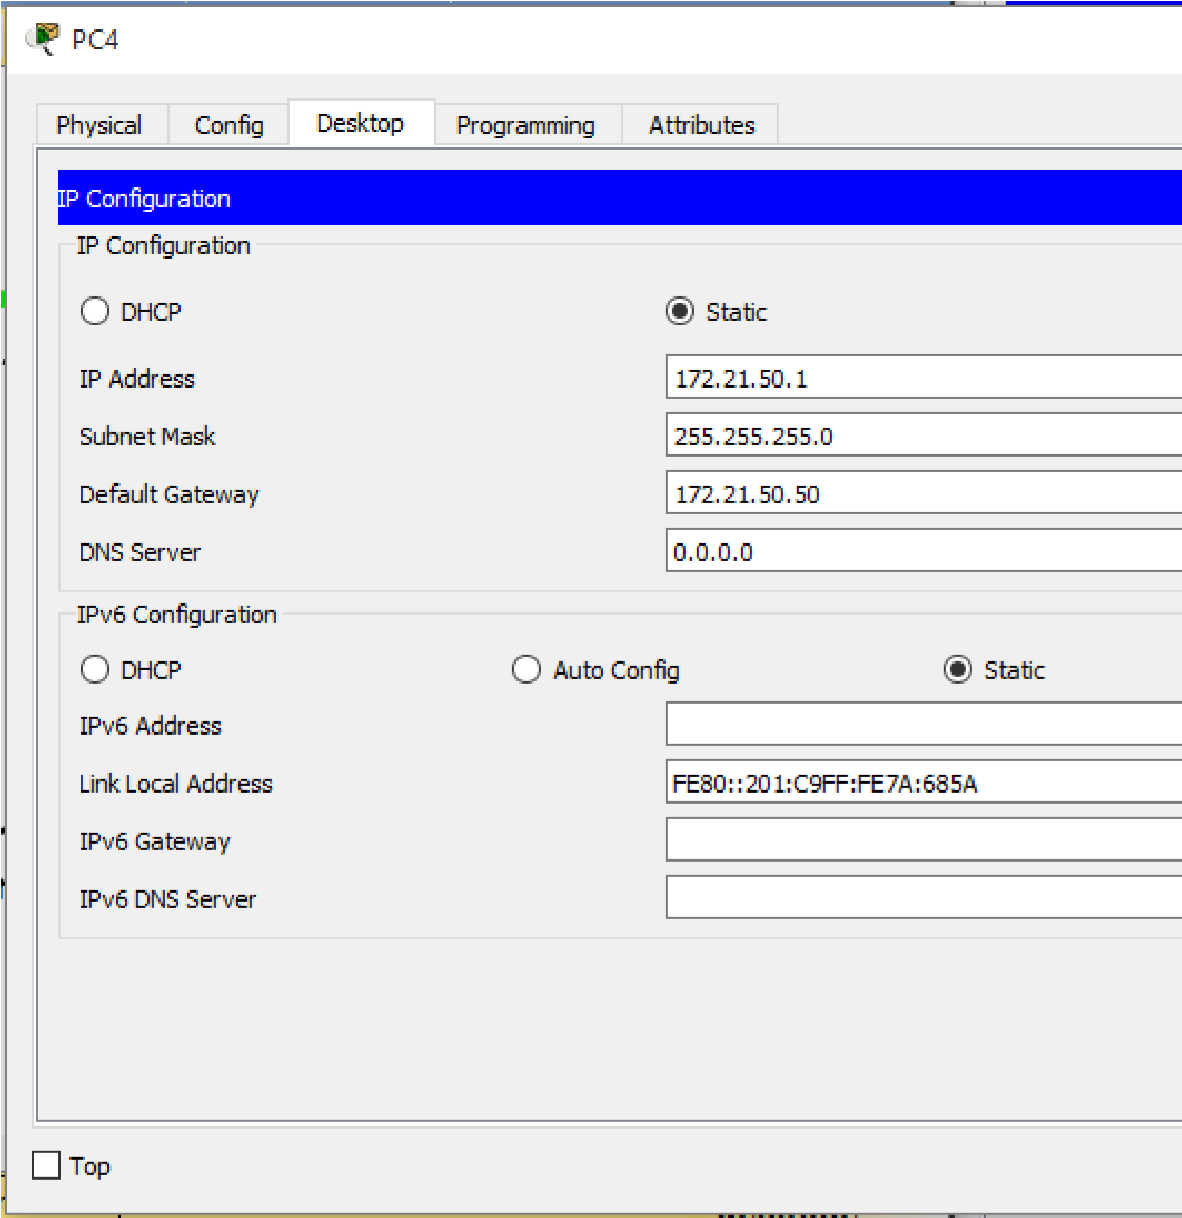 PC4
Physical Config Desktop Programming Attributes
IP Configuration
IP Configuration
DHCP Static
IP Address 172.21.50.1
Subnet Mask 255.255.255.0
Default Gateway 172.21.50.50
DNS Server 0.0.0.0
IPv6 Configuration
DHCP Auto Config Static
IPv6 Address
Link Local Address FE80::201:C9FF:FE7A:685A
IPv6 Gateway
IPv6 DNS Server
Top